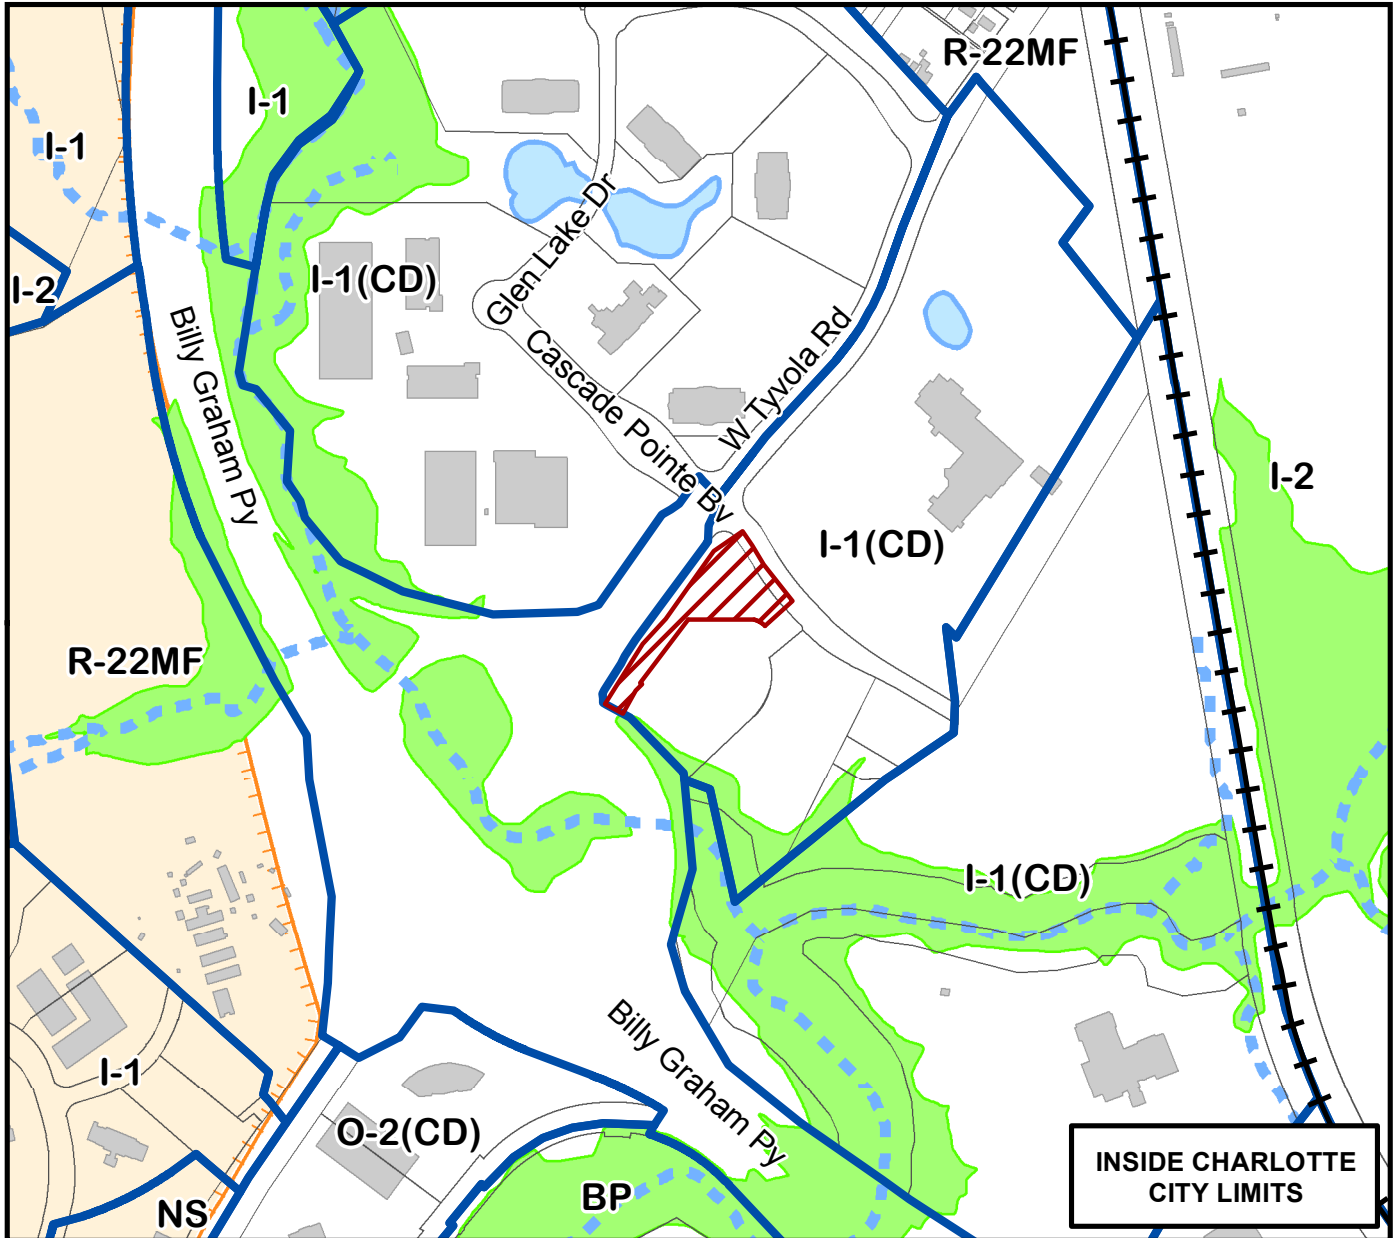 R-22MF
I-1
I-1
I-1(CD)
I-2
Glen Lake Dr
Billy Graham Py
Cascade Pointe Bv
W Tyvola Rd
I-2
I-1(CD)
R-22MF
I-1(CD)
Billy Graham Py
I-1
O-2(CD)
BP
NS
INSIDE CHARLOTTE
CITY LIMITS